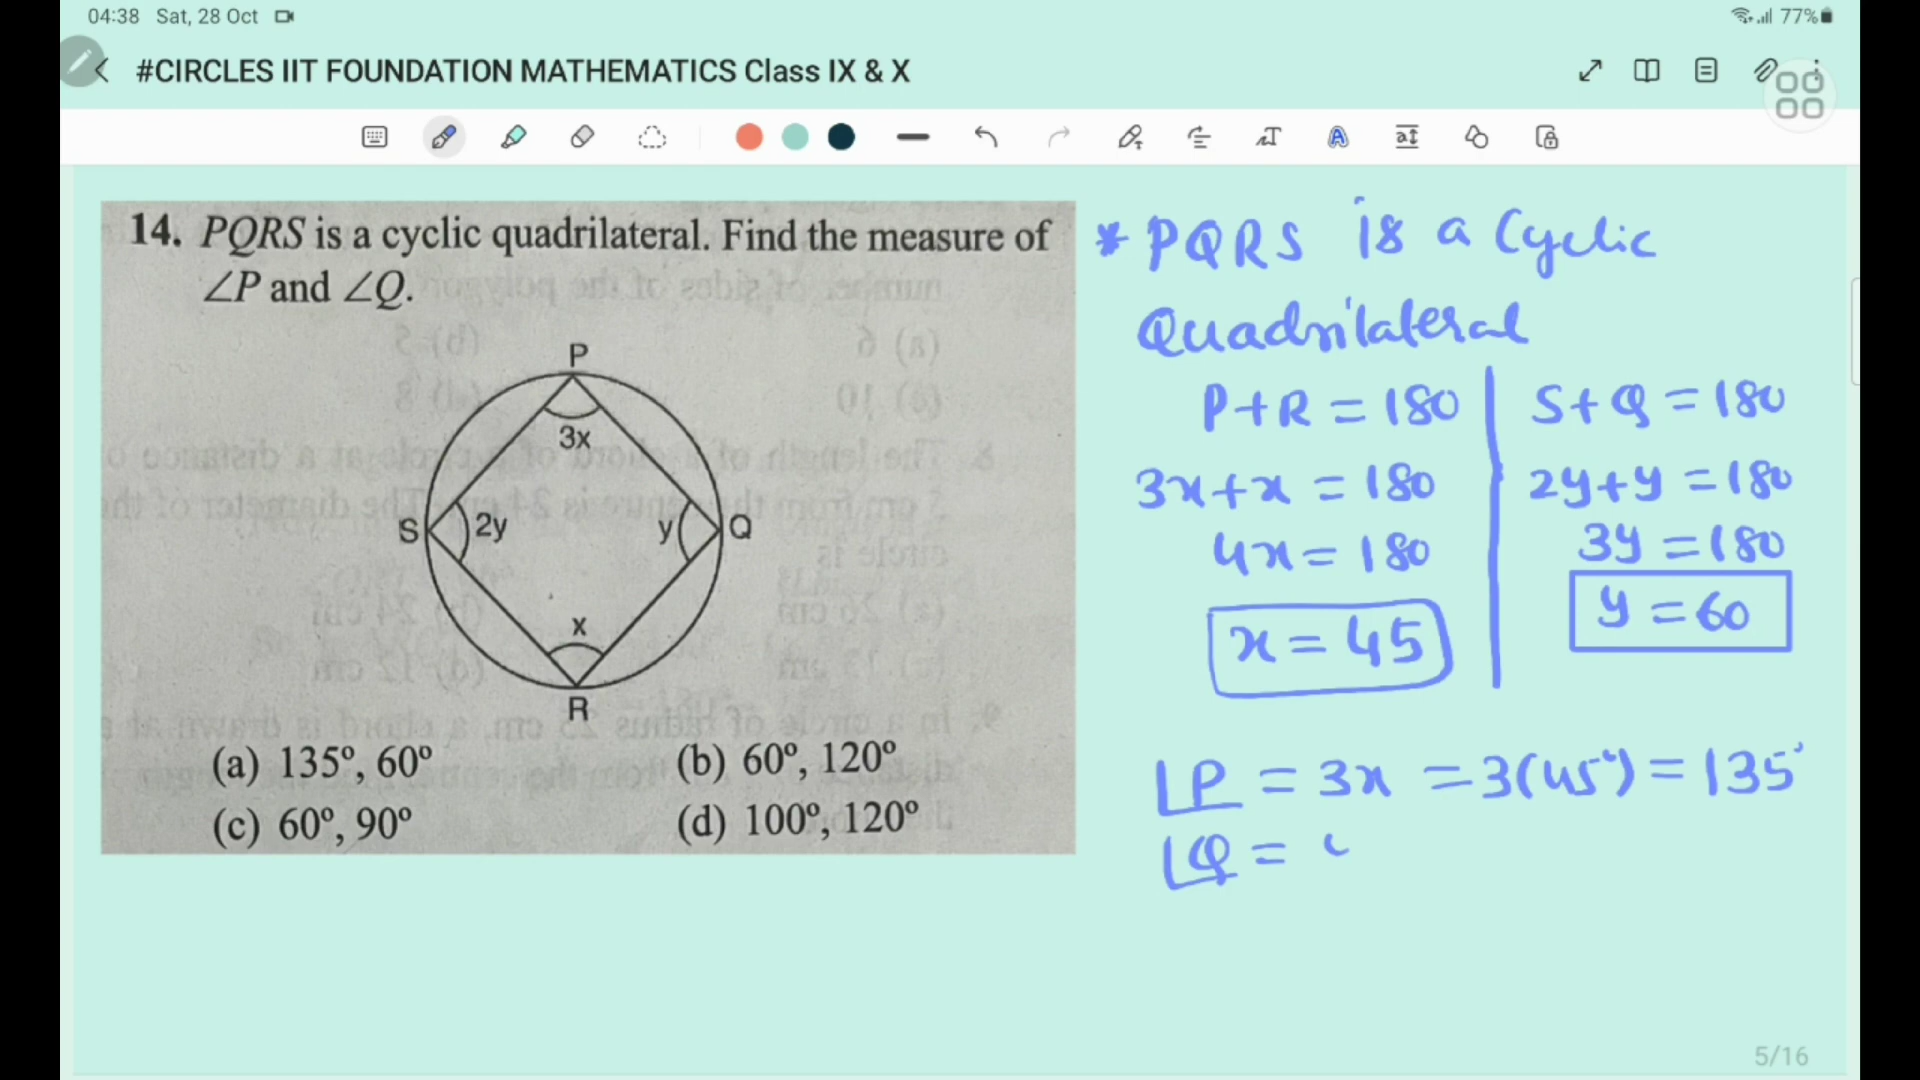 04:38 Sat, 28 Oct
77%
#CIRCLES IIT FOUNDATION MATHEMATICS Class IX & X
14. PQRS is a cyclic quadrilateral. Find the measure of
∠P and ∠Q.
P
3x
S 2y y Q
x
R
(a) 135°, 60° (b) 60°, 120°
(c) 60°, 90° (d) 100°, 120°
* PQRS is a Cyclic
Quadrilateral
P+R = 180 S+Q = 180
3x+x = 180 2y+y = 180
4x = 180 3y = 180
x = 45 y = 60
∠P = 3x = 3(45°) = 135°
∠Q =
5/16